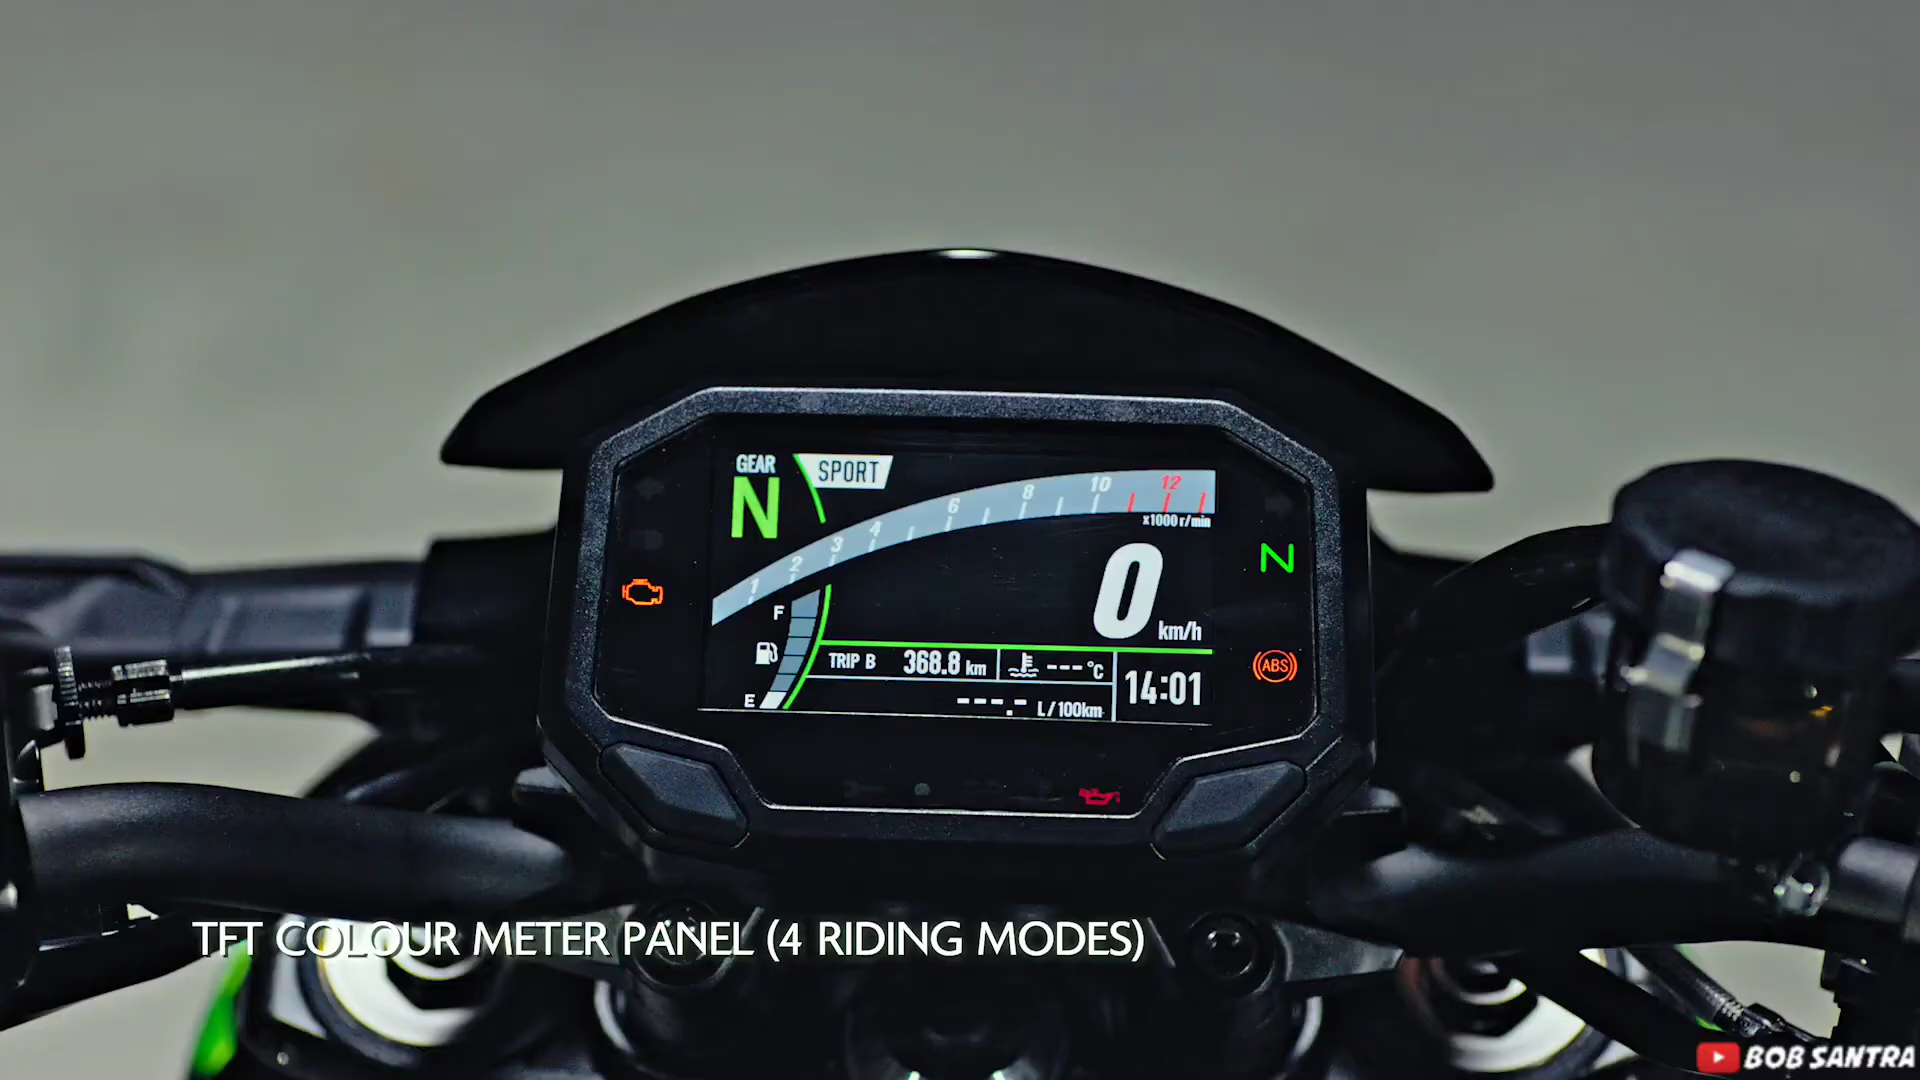 GEAR
N
SPORT
1 2 3 4 6 8 10 12
x1000 r/min
N
0 km/h
F
E
TRIP B 368.8 km
---°C
---.- L/100km
14:01
ABS
TFT COLOUR METER PANEL (4 RIDING MODES)
BOB SANTRA